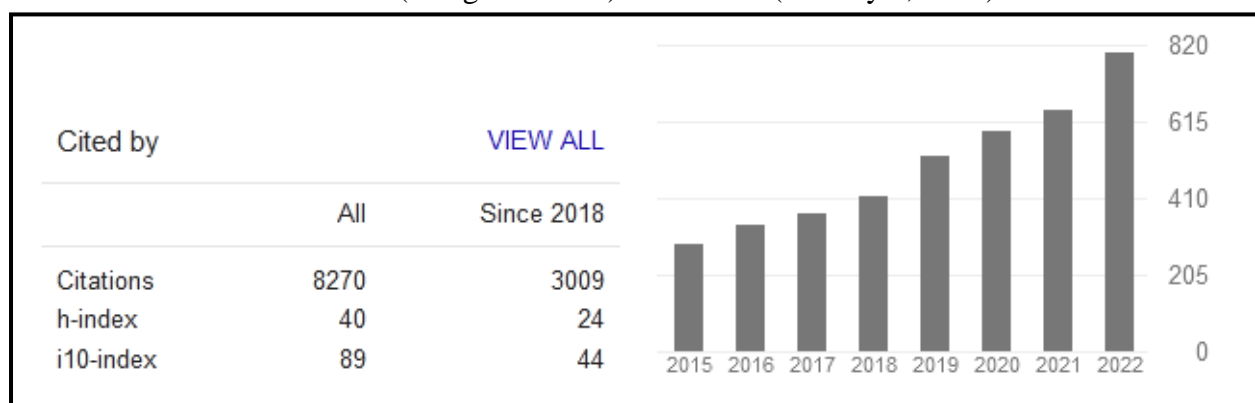 Cited by VIEW ALL
All Since 2018
Citations 8270 3009
h-index 40 24
i10-index 89 44
820
615
410
205
0
2015 2016 2017 2018 2019 2020 2021 2022